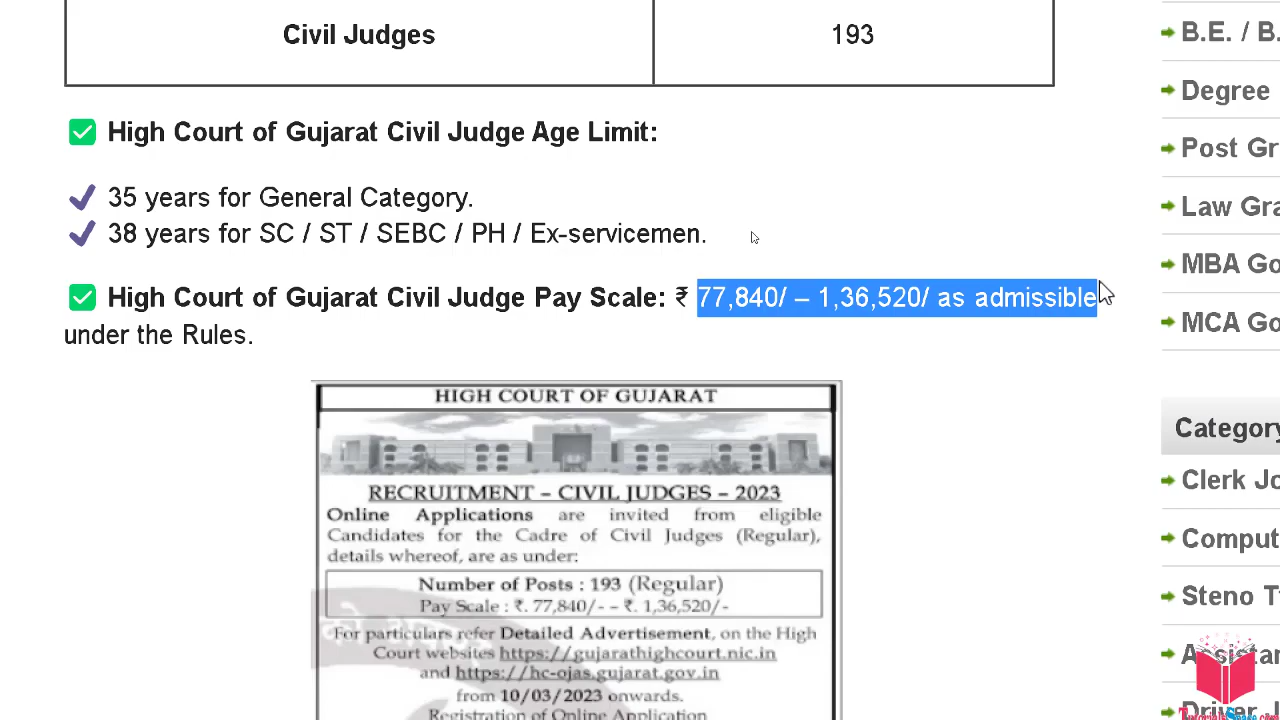 Civil Judges 193
High Court of Gujarat Civil Judge Age Limit:
35 years for General Category.
38 years for SC / ST / SEBC / PH / Ex-servicemen.
High Court of Gujarat Civil Judge Pay Scale: ₹ 77,840/ – 1,36,520/ as admissible
under the Rules.
HIGH COURT OF GUJARAT
RECRUITMENT – CIVIL JUDGES – 2023
Online Applications are invited from eligible
Candidates for the Cadre of Civil Judges (Regular),
details whereof, are as under:
Number of Posts : 193 (Regular)
Pay Scale : ₹. 77,840/- – ₹. 1,36,520/-
For particulars refer Detailed Advertisement, on the High
Court websites https://gujarathighcourt.nic.in
and https://hc-ojas.gujarat.gov.in
from 10/03/2023 onwards.
Registration of Online Application
B.E. / B.
Degree
Post Gr
Law Gra
MBA Go
MCA Go
Category
Clerk Jo
Comput
Steno T
Driver